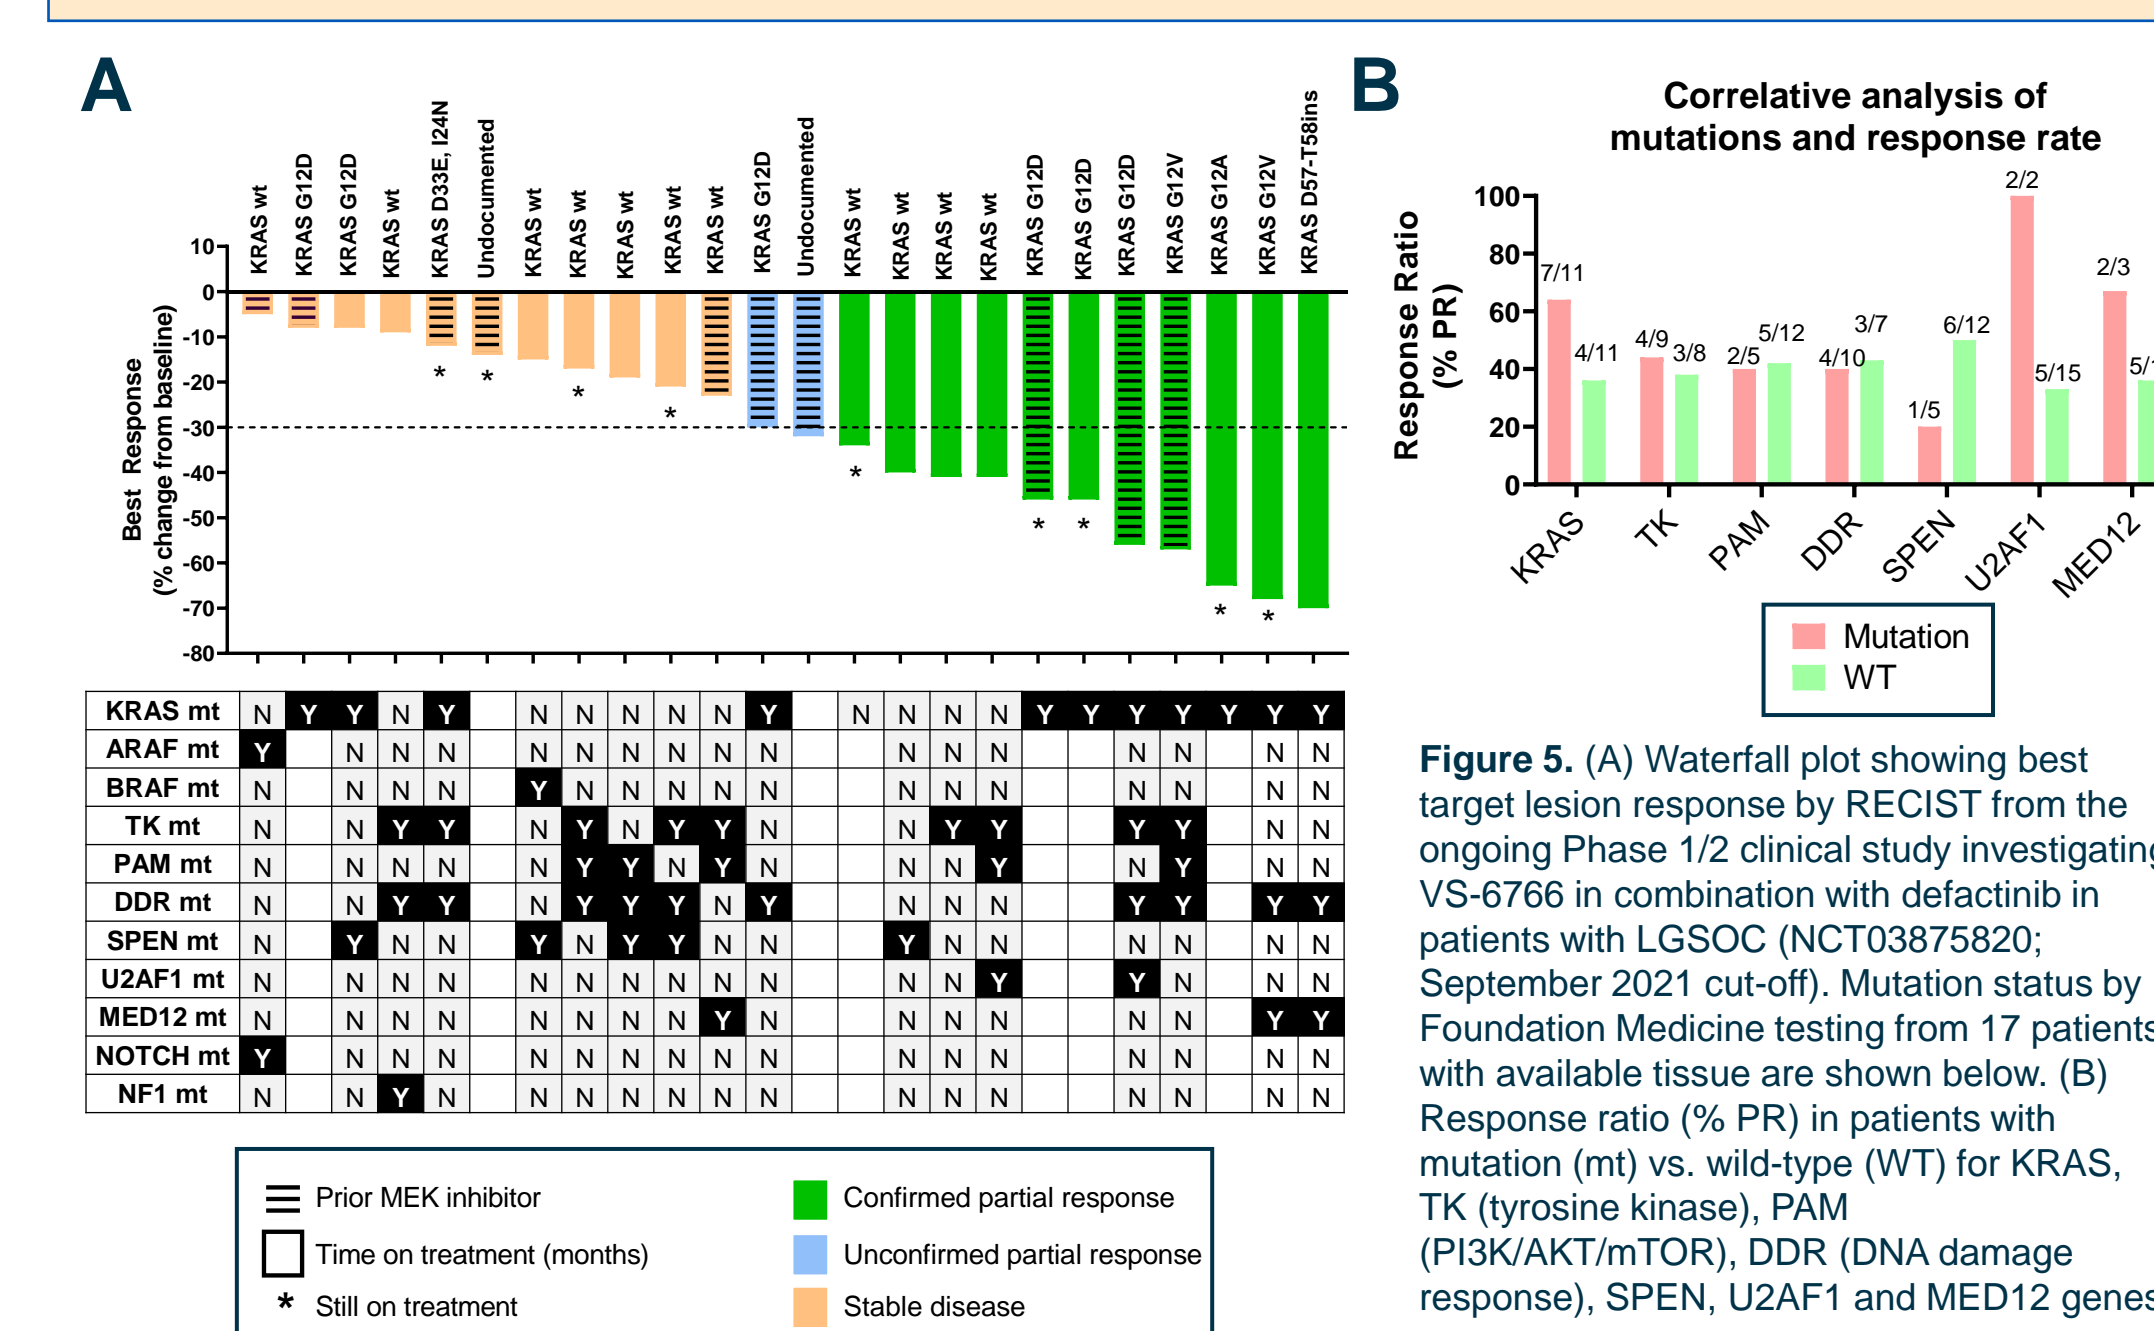 A
KRAS wt
KRAS G12D
KRAS G12D
KRAS wt
KRAS D33E, I24N
Undocumented
KRAS wt
KRAS wt
KRAS wt
KRAS wt
KRAS wt
KRAS G12D
Undocumented
KRAS wt
KRAS wt
KRAS wt
KRAS wt
KRAS G12D
KRAS G12D
KRAS G12D
KRAS G12V
KRAS G12A
KRAS G12V
KRAS D57-T58ins
Best Response
(% change from baseline)
10
0
-10
-20
-30
-40
-50
-60
-70
-80
* * * * * * * * *
KRAS mt N Y Y N Y N N N N N Y N N N N Y Y Y Y Y Y Y
ARAF mt Y N N N N N N N N N N N N N N N N
BRAF mt N N N N Y N N N N N N N N N N N N
TK mt N N Y Y N Y N Y Y N N Y Y Y Y N N
PAM mt N N N N N Y Y N Y N N N Y N Y N N
DDR mt N N Y Y N Y Y Y N Y N N N Y Y Y Y
SPEN mt N Y N N Y N Y Y N N Y N N N N N N
U2AF1 mt N N N N N N N N N N N N Y Y N N N
MED12 mt N N N N N N N N Y N N N N N N Y Y
NOTCH mt Y N N N N N N N N N N N N N N N N
NF1 mt N N Y N N N N N N N N N N N N N N
Prior MEK inhibitor
Time on treatment (months)
* Still on treatment
Confirmed partial response
Unconfirmed partial response
Stable disease
B
Correlative analysis of
mutations and response rate
Response Ratio
(% PR)
100
80
60
40
20
0
7/11
4/11
4/9
3/8
2/5
5/12
4/10
3/7
1/5
6/12
2/2
5/15
2/3
KRAS
TK
PAM
DDR
SPEN
U2AF1
MED12
Mutation
WT
Figure 5. (A) Waterfall plot showing best
target lesion response by RECIST from the
ongoing Phase 1/2 clinical study investigating
VS-6766 in combination with defactinib in
patients with LGSOC (NCT03875820;
September 2021 cut-off). Mutation status by
Foundation Medicine testing from 17 patients
with available tissue are shown below. (B)
Response ratio (% PR) in patients with
mutation (mt) vs. wild-type (WT) for KRAS,
TK (tyrosine kinase), PAM
(PI3K/AKT/mTOR), DDR (DNA damage
response), SPEN, U2AF1 and MED12 genes